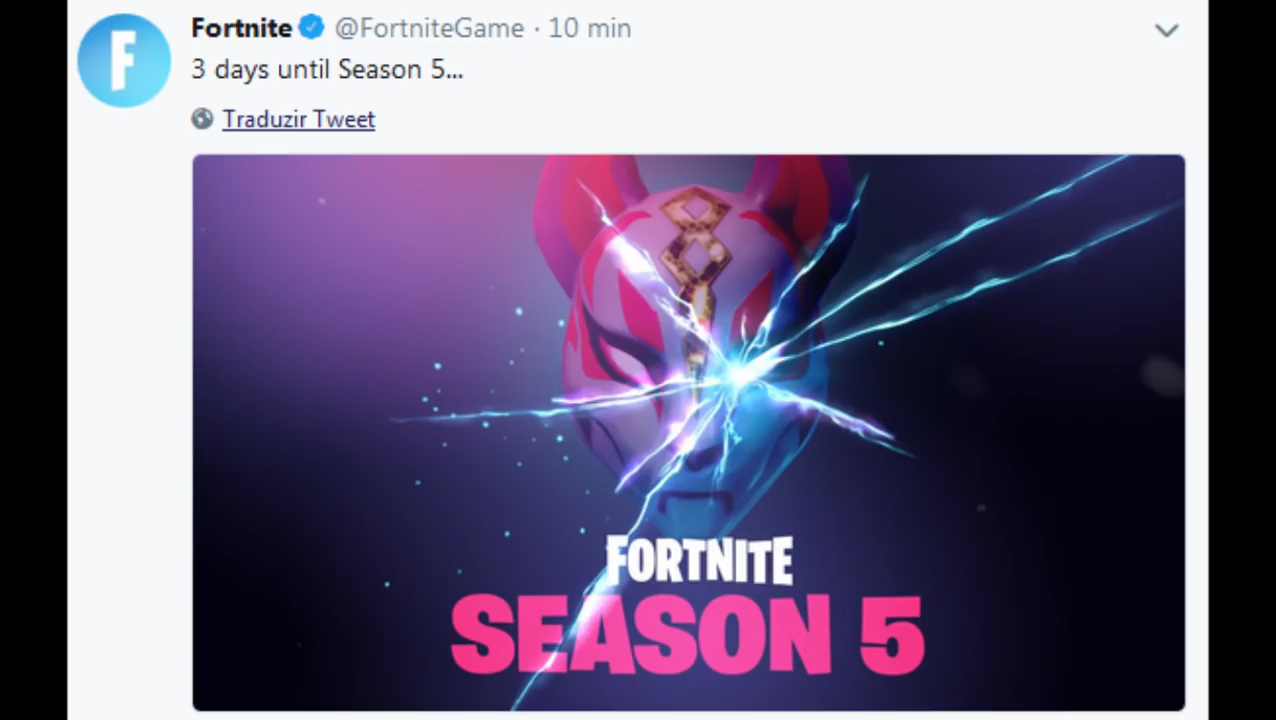 Fortnite @FortniteGame · 10 min
3 days until Season 5...
Traduzir Tweet
FORTNITE
SEASON 5